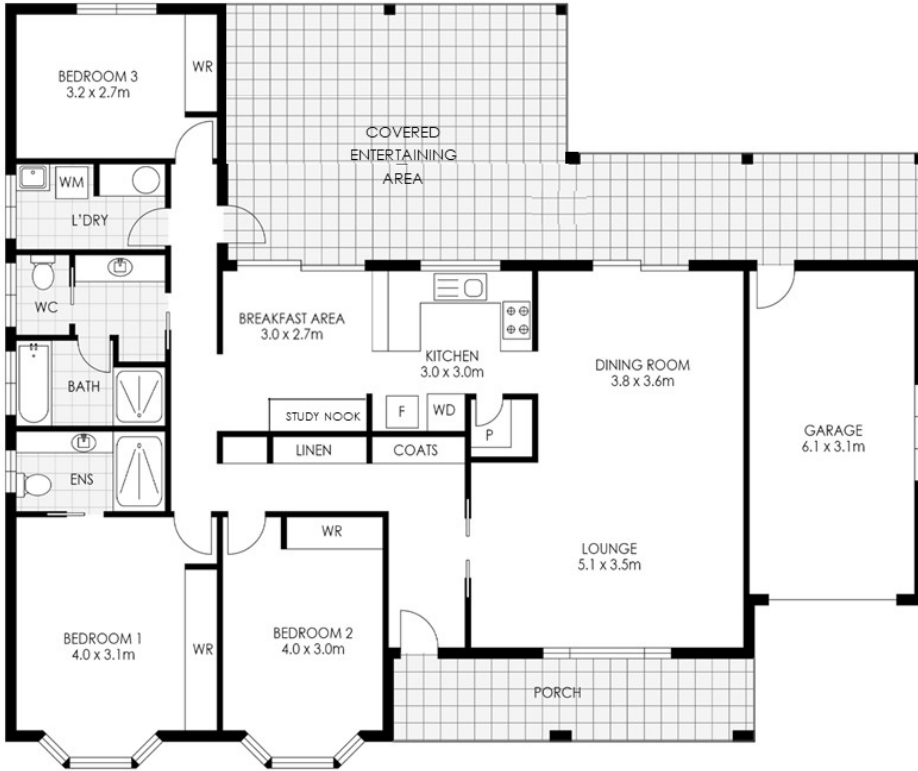 BEDROOM 3
3.2 x 2.7m
WR
COVERED
ENTERTAINING
AREA
WM
L'DRY
WC
BREAKFAST AREA
3.0 x 2.7m
KITCHEN
3.0 x 3.0m
DINING ROOM
3.8 x 3.6m
BATH
STUDY NOOK
F
WD
P
GARAGE
6.1 x 3.1m
ENS
LINEN
COATS
WR
LOUNGE
5.1 x 3.5m
BEDROOM 1
4.0 x 3.1m
WR
BEDROOM 2
4.0 x 3.0m
PORCH